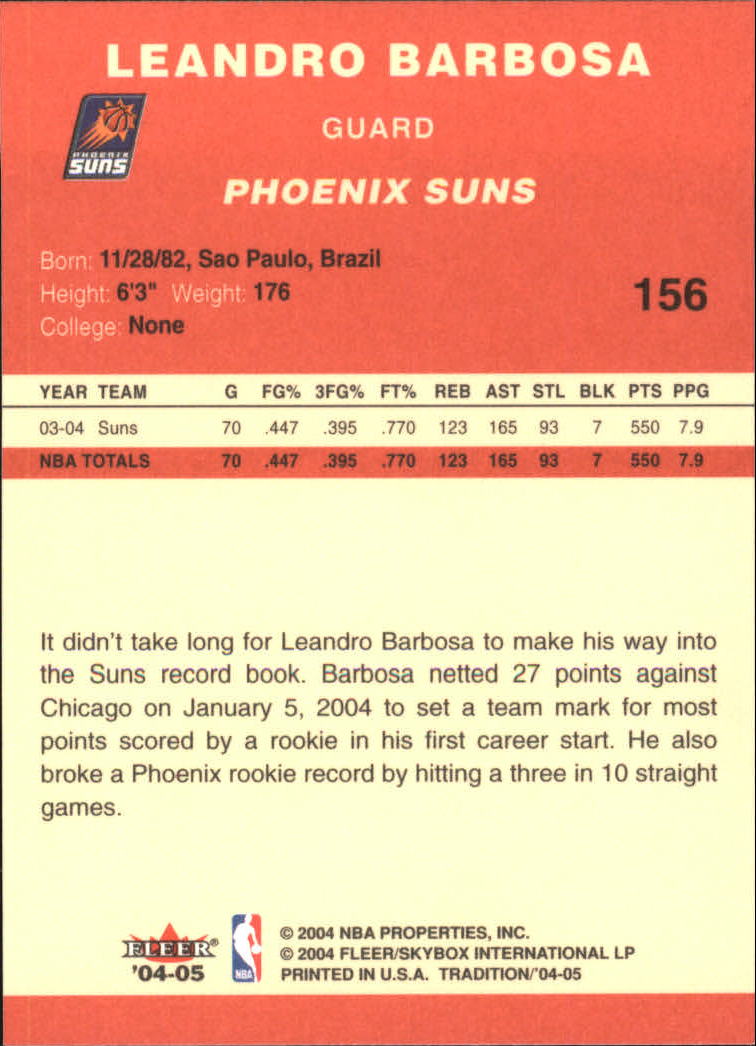 LEANDRO BARBOSA
PHOENIX
SUNS
GUARD
PHOENIX SUNS
Born: 11/28/82, Sao Paulo, Brazil
Height: 6'3" Weight: 176
156
College: None
YEAR TEAM G FG% 3FG% FT% REB AST STL BLK PTS PPG
03-04 Suns 70 .447 .395 .770 123 165 93 7 550 7.9
NBA TOTALS 70 .447 .395 .770 123 165 93 7 550 7.9
It didn't take long for Leandro Barbosa to make his way into
the Suns record book. Barbosa netted 27 points against
Chicago on January 5, 2004 to set a team mark for most
points scored by a rookie in his first career start. He also
broke a Phoenix rookie record by hitting a three in 10 straight
games.
FLEER®
'04-05
NBA
© 2004 NBA PROPERTIES, INC.
© 2004 FLEER/SKYBOX INTERNATIONAL LP
PRINTED IN U.S.A. TRADITION/'04-05